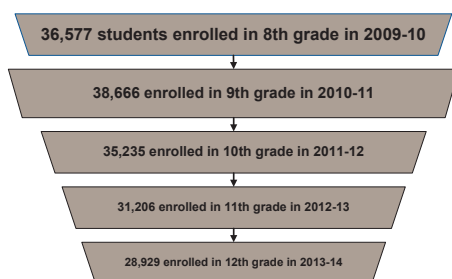 36,577 students enrolled in 8th grade in 2009-10
38,666 enrolled in 9th grade in 2010-11
35,235 enrolled in 10th grade in 2011-12
31,206 enrolled in 11th grade in 2012-13
28,929 enrolled in 12th grade in 2013-14